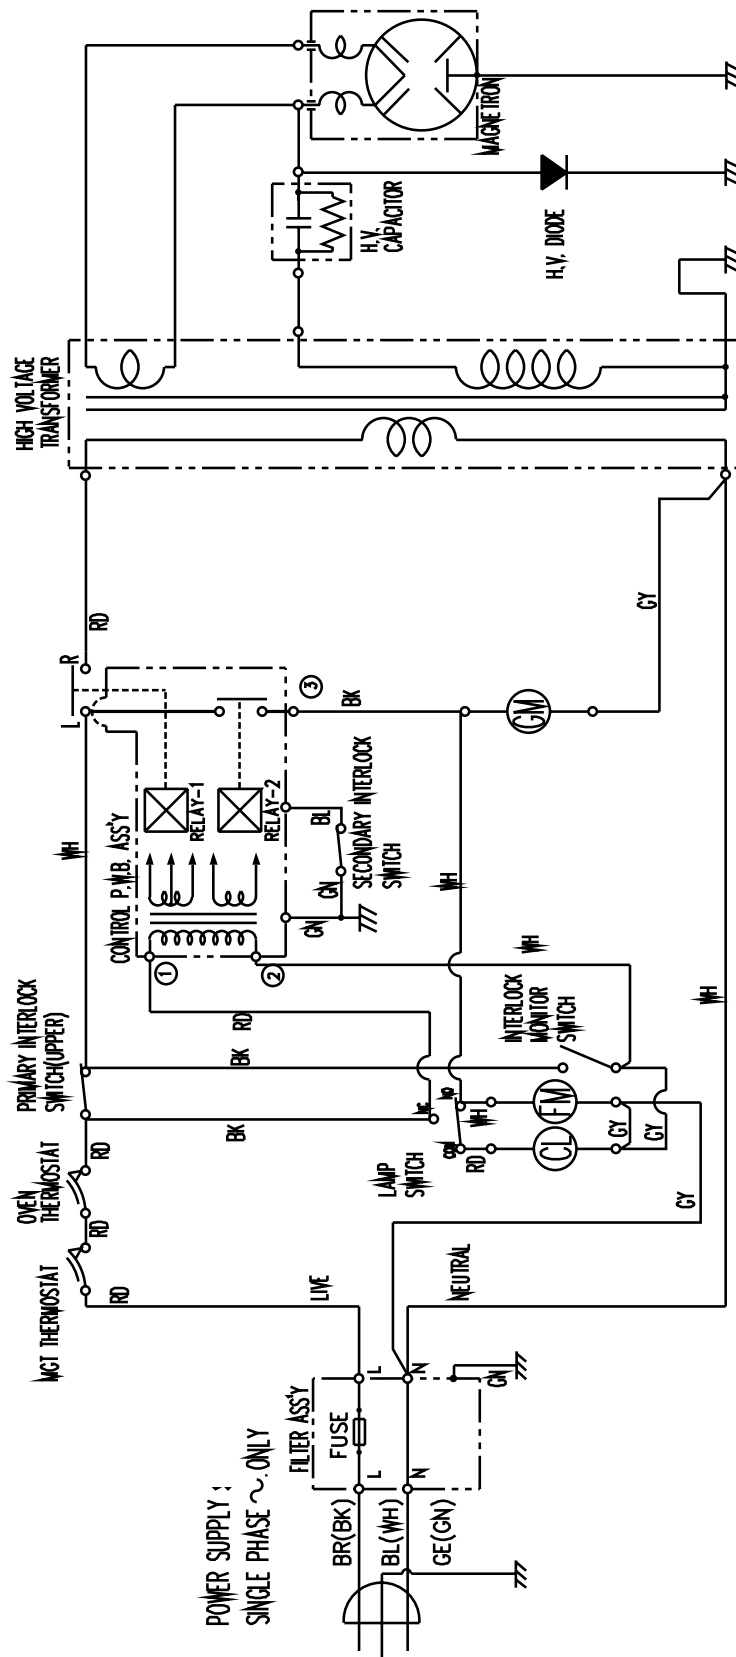 POWER SUPPLY :
SINGLE PHASE ~ . ONLY
BR(BK)
BL(WH)
GE(GN)
FILTER ASS'Y
FUSE
L
N
L
N
GN
LIVE
NEUTRAL
MGT THERMOSTAT
RD
RD
OVEN
THERMOSTAT
RD
PRIMARY INTERLOCK
SWITCH(UPPER)
BK
BK
RD
LAMP
SWITCH
NC
NO
COM
RD
WH
CL
FM
GY
GY
GY
INTERLOCK
MONITOR
SWITCH
WH
WH
WH
CONTROL P.W.B. ASS'Y
1
2
3
GN
GN
BL
SECONDARY INTERLOCK
SWITCH
RELAY-1
RELAY-2
WH
L
R
RD
BK
GM
GY
HIGH VOLTAGE
TRANSFORMER
H.V.
CAPACITOR
H.V. DIODE
MAGNETRON